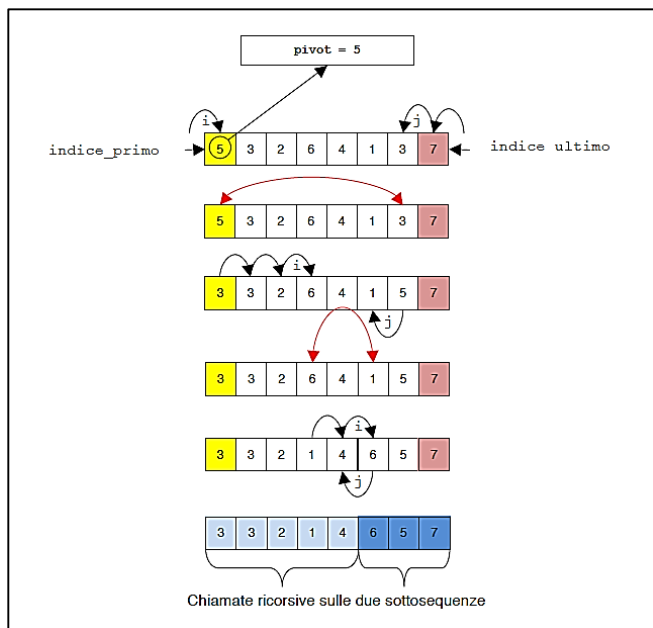 pivot = 5
i
j
indice_primo
5 3 2 6 4 1 3 7
indice ultimo
5 3 2 6 4 1 3 7
i
3 3 2 6 4 1 5 7
j
3 3 2 6 4 1 5 7
i
3 3 2 1 4 6 5 7
j
3 3 2 1 4 6 5 7
Chiamate ricorsive sulle due sottosequenze